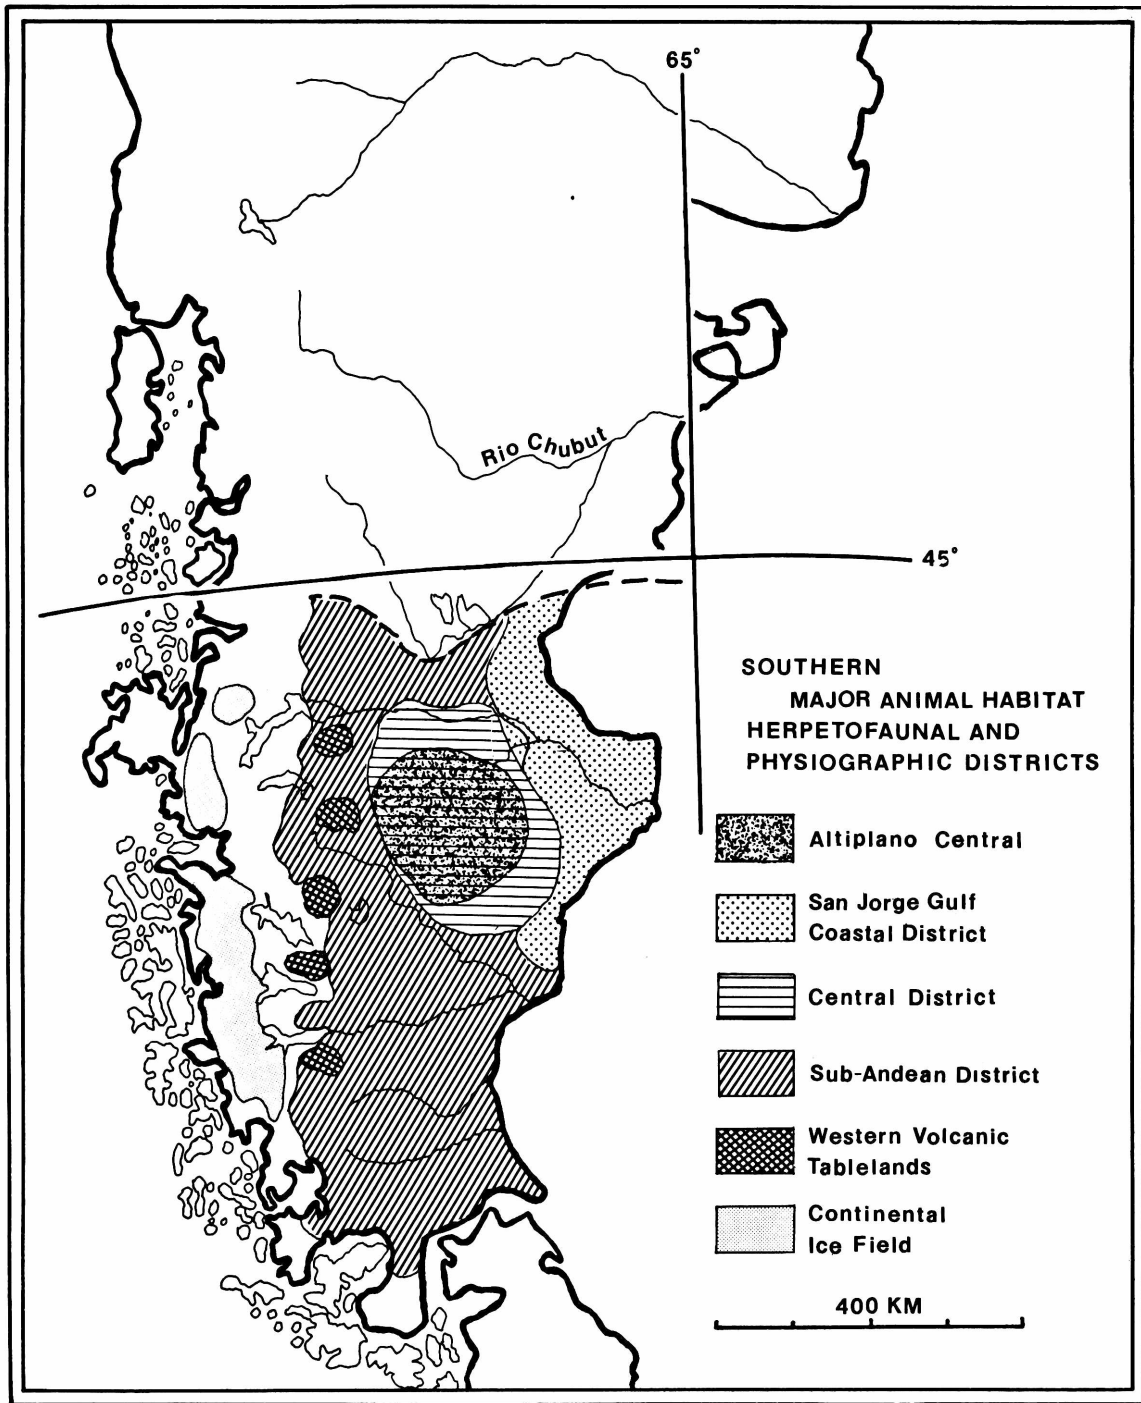 65°
Rio Chubut
45°
SOUTHERN
MAJOR ANIMAL HABITAT
HERPETOFAUNAL AND
PHYSIOGRAPHIC DISTRICTS
Altiplano Central
San Jorge Gulf
Coastal District
Central District
Sub-Andean District
Western Volcanic
Tablelands
Continental
Ice Field
400 KM